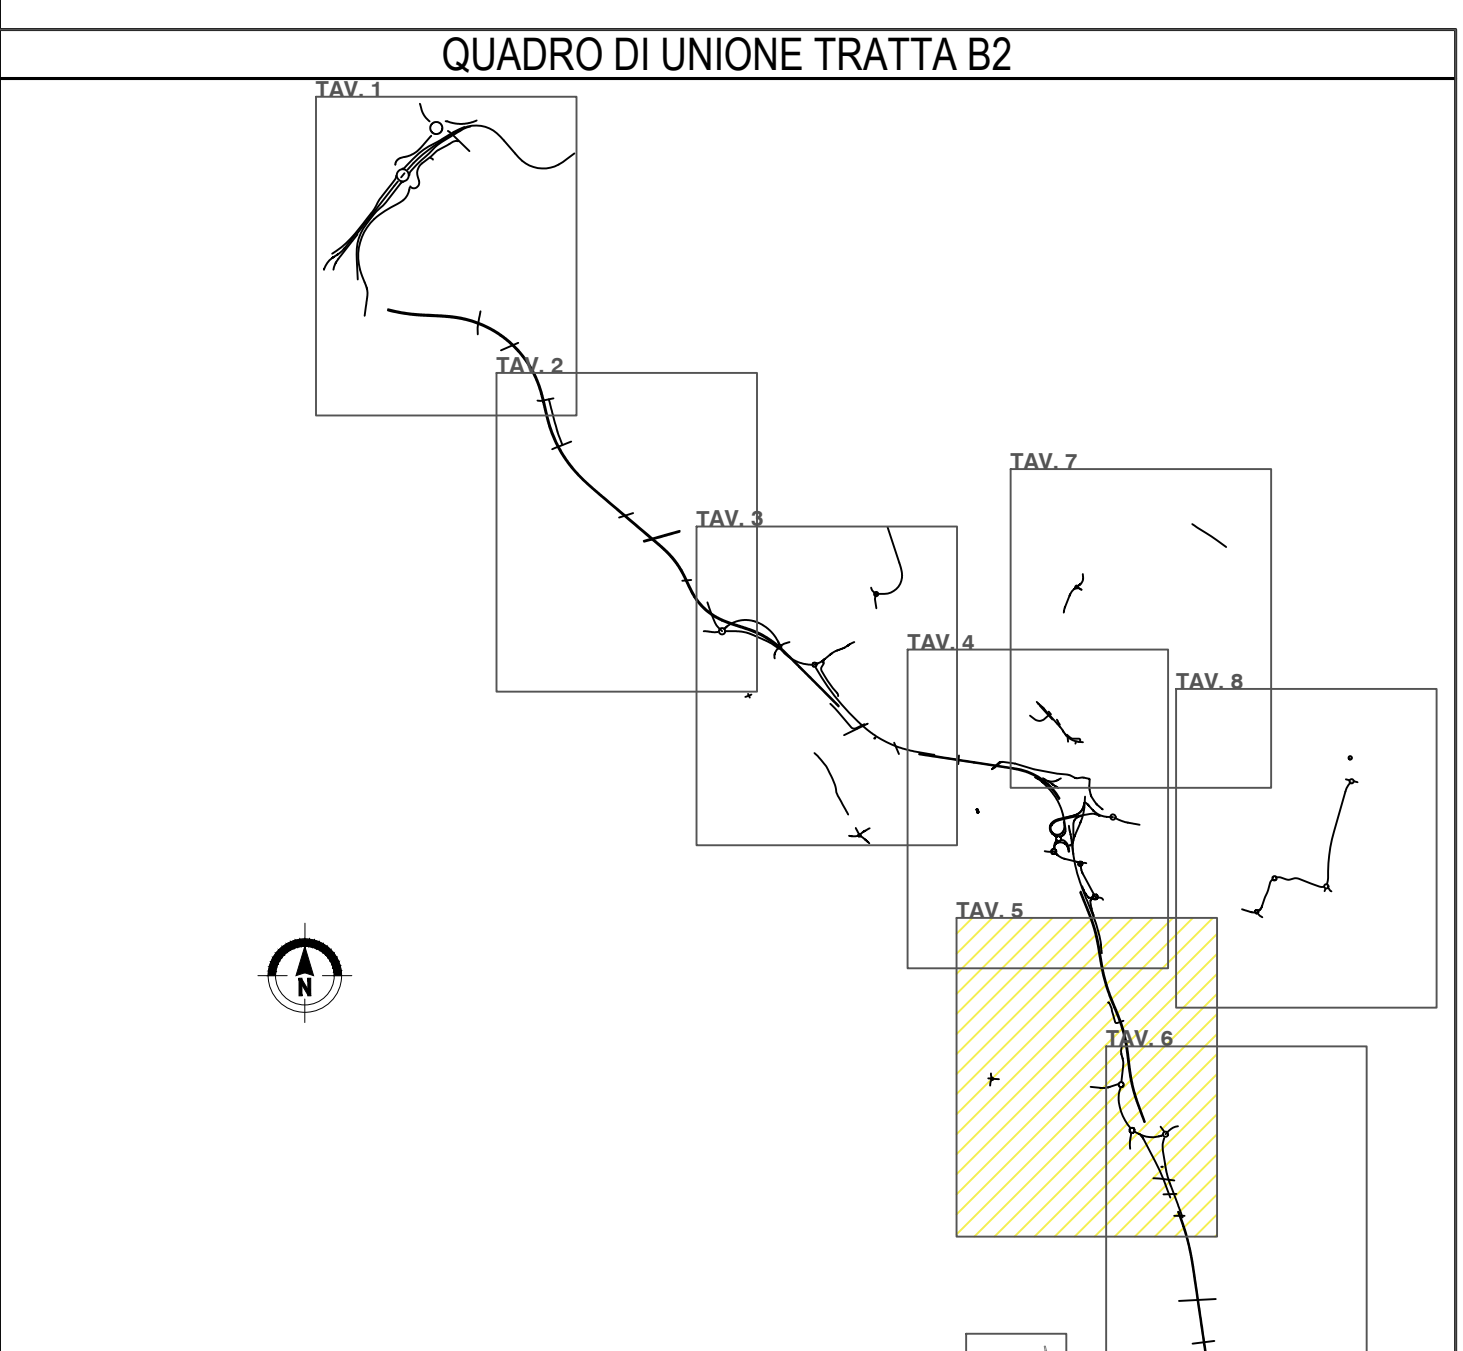 QUADRO DI UNIONE TRATTA B2
TAV. 1
TAV. 2
TAV. 7
TAV. 3
TAV. 4
TAV. 8
TAV. 5
N
TAV. 6